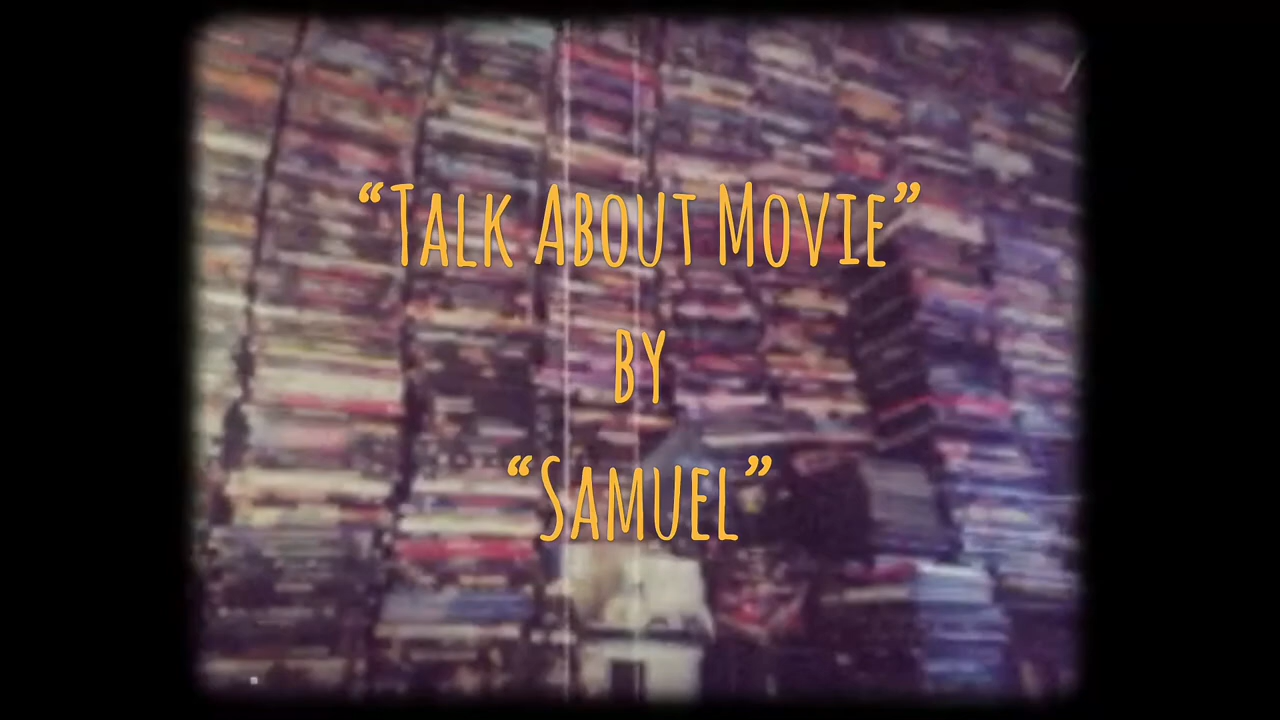 “Talk About Movie”
by
“Samuel”